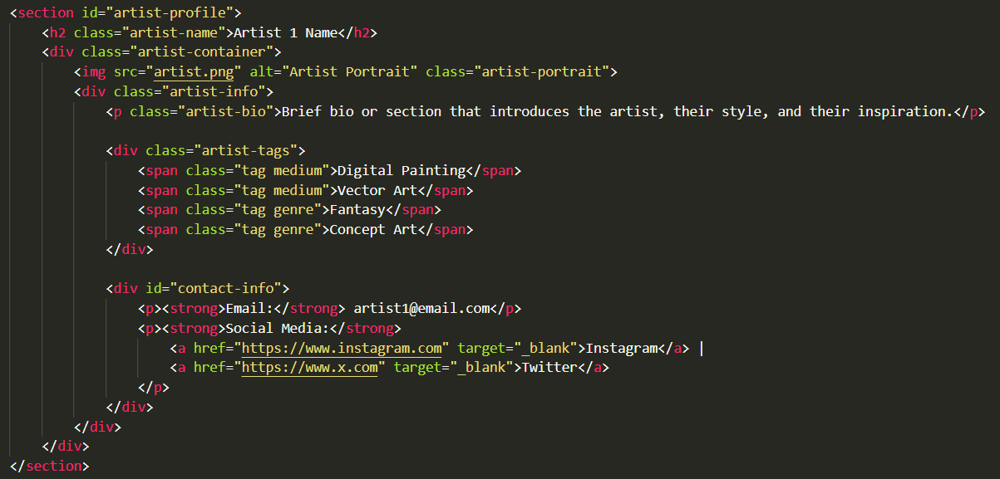 <section id="artist-profile">
    <h2 class="artist-name">Artist 1 Name</h2>
    <div class="artist-container">
        <img src="artist.png" alt="Artist Portrait" class="artist-portrait">
        <div class="artist-info">
            <p class="artist-bio">Brief bio or section that introduces the artist, their style, and their inspiration.</p>

            <div class="artist-tags">
                <span class="tag medium">Digital Painting</span>
                <span class="tag medium">Vector Art</span>
                <span class="tag genre">Fantasy</span>
                <span class="tag genre">Concept Art</span>
            </div>

            <div id="contact-info">
                <p><strong>Email:</strong> artist1@email.com</p>
                <p><strong>Social Media:</strong>
                    <a href="https://www.instagram.com" target="_blank">Instagram</a> |
                    <a href="https://www.x.com" target="_blank">Twitter</a>
                </p>
            </div>
        </div>
    </div>
</section>